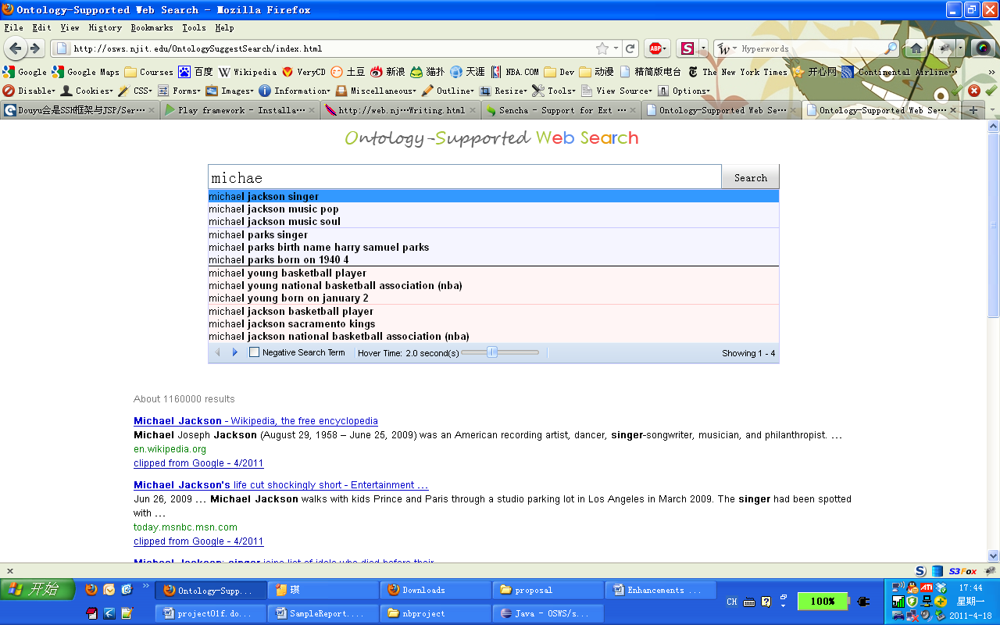 Ontology-Supported Web Search - Mozilla Firefox
File Edit View History Bookmarks Tools Help
http://osws.njit.edu/OntologySuggestSearch/index.html ABP S W Hyperwords
Google Google Maps Courses 百度 Wikipedia VeryCD 土豆 新浪 猫扑 天涯 NBA.COM Dev 动漫 精简版电台 The New York Times 开心网 Continental Airline... »
Disable Cookies CSS Forms Images Information Miscellaneous Outline Resize Tools View Source Options
Douyu会是SSH框架与JSP/Ser... Play framework - Installa... http://web.nj...Writing.html Sencha - Support for Ext ... Ontology-Supported Web Se... Ontology-Supported Web Se...
Ontology-Supported Web Search
michae Search
michael jackson singer
michael jackson music pop
michael jackson music soul
michael parks singer
michael parks birth name harry samuel parks
michael parks born on 1940 4
michael young basketball player
michael young national basketball association (nba)
michael young born on january 2
michael jackson basketball player
michael jackson sacramento kings
michael jackson national basketball association (nba)
Negative Search Term Hover Time: 2.0 second(s) Showing 1 - 4
About 1160000 results
Michael Jackson - Wikipedia, the free encyclopedia
Michael Joseph Jackson (August 29, 1958 – June 25, 2009) was an American recording artist, dancer, singer-songwriter, musician, and philanthropist. ...
en.wikipedia.org
clipped from Google - 4/2011
Michael Jackson's life cut shockingly short - Entertainment ...
Jun 26, 2009 ... Michael Jackson walks with kids Prince and Paris through a studio parking lot in Los Angeles in March 2009. The singer had been spotted
with ...
today.msnbc.msn.com
clipped from Google - 4/2011
Michael Jackson: singer joins list of idols who died before their
x S S3Fox
开始 » Ontology-Supp... 琪 Downloads proposal Enhancements ... CH 100% ATI 17:44
星期一
project01f.do... SampleReport.... nbproject Java - OSWS/s... 2011-4-18